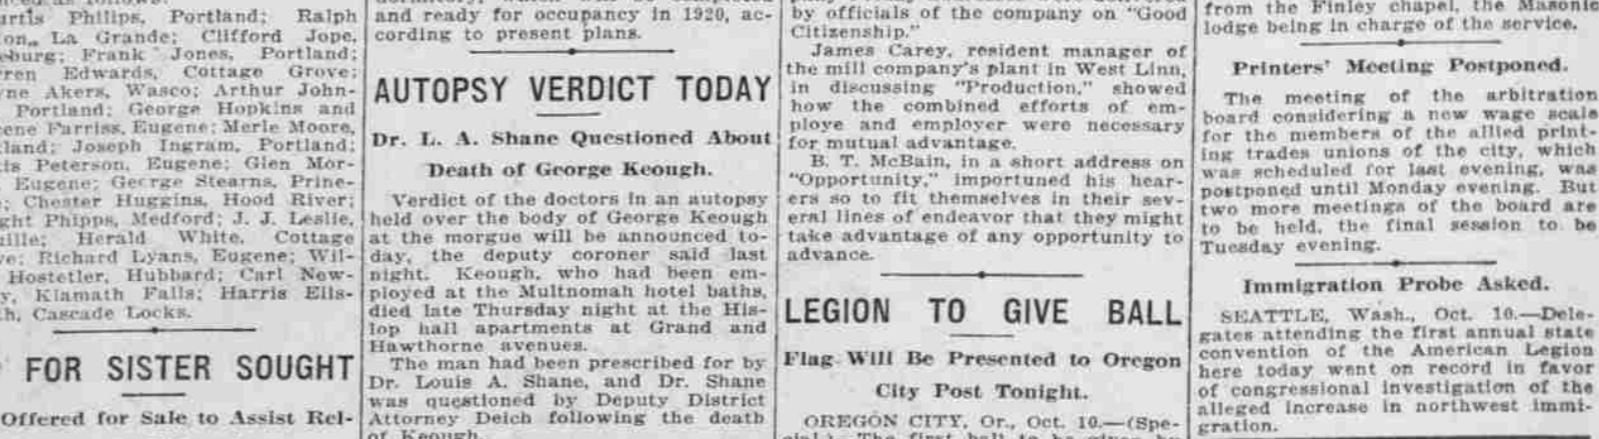 urtis Philips, Portland; Ralph
on, La Grande; Clifford Jope,
burg; Frank Jones, Portland;
ren Edwards, Cottage Grove;
ne Akers, Wasco; Arthur John-
Portland; George Hopkins and
ene Farriss, Eugene; Merle Moore,
land; Joseph Ingram, Portland;
is Peterson, Eugene; Glen Mor-
Eugene; George Stearns, Prine-
; Chester Huggins, Hood River;
ght Phipps, Medford; J. J. Leslie,
ille; Herald White, Cottage
ve; Richard Lyans, Eugene; Wil-
Hostetler, Hubbard; Carl New-
y, Klamath Falls; Harris Ells-
h, Cascade Locks.
FOR SISTER SOUGHT
Offered for Sale to Assist Rel-
and ready for occupancy in 1920, ac-
cording to present plans.
AUTOPSY VERDICT TODAY
Dr. L. A. Shane Questioned About
Death of George Keough.
Verdict of the doctors in an autopsy
held over the body of George Keough
at the morgue will be announced to-
day, the deputy coroner said last
night. Keough, who had been em-
ployed at the Multnomah hotel baths,
died late Thursday night at the His-
lop hall apartments at Grand and
Hawthorne avenues.
The man had been prescribed for by
Dr. Louis A. Shane, and Dr. Shane
was questioned by Deputy District
Attorney Deich following the death
of Keough.
by officials of the company on "Good
Citizenship."
James Carey, resident manager of
the mill company's plant in West Linn,
in discussing "Production," showed
how the combined efforts of em-
ploye and employer were necessary
for mutual advantage.
B. T. McBain, in a short address on
"Opportunity," importuned his hear-
ers so to fit themselves in their sev-
eral lines of endeavor that they might
take advantage of any opportunity to
advance.
LEGION TO GIVE BALL
Flag Will Be Presented to Oregon
City Post Tonight.
OREGON CITY, Or., Oct. 10.—(Spe-
cial.) The first ball to be given by
from the Finley chapel, the Masonic
lodge being in charge of the service.
Printers' Meeting Postponed.
The meeting of the arbitration
board considering a new wage scale
for the members of the allied print-
ing trades unions of the city, which
was scheduled for last evening, was
postponed until Monday evening. But
two more meetings of the board are
to be held, the final session to be
Tuesday evening.
Immigration Probe Asked.
SEATTLE, Wash., Oct. 10.—Dele-
gates attending the first annual state
convention of the American Legion
here today went on record in favor
of congressional investigation of the
alleged increase in northwest immi-
gration.